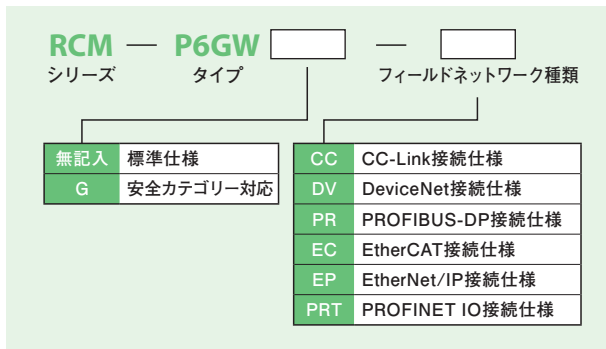 RCM — P6GW —
シリーズ タイプ フィールドネットワーク種類
無記入 標準仕様
G 安全カテゴリー対応
CC CC-Link接続仕様
DV DeviceNet接続仕様
PR PROFIBUS-DP接続仕様
EC EtherCAT接続仕様
EP EtherNet/IP接続仕様
PRT PROFINET IO接続仕様